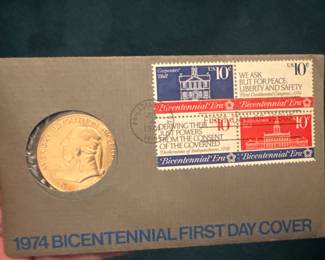 Carpenters' Hall
10c
Bicentennial Era
US 10c
WE ASK
BUT FOR PEACE,
LIBERTY AND SAFETY
First Continental Congress, 1774
Bicentennial Era
10c
DERIVING THEIR
JUST POWERS
FROM THE CONSENT
OF THE GOVERNED
Declaration of Independence, 1776
Bicentennial Era
10c
Bicentennial Era
1974 BICENTENNIAL FIRST DAY COVER